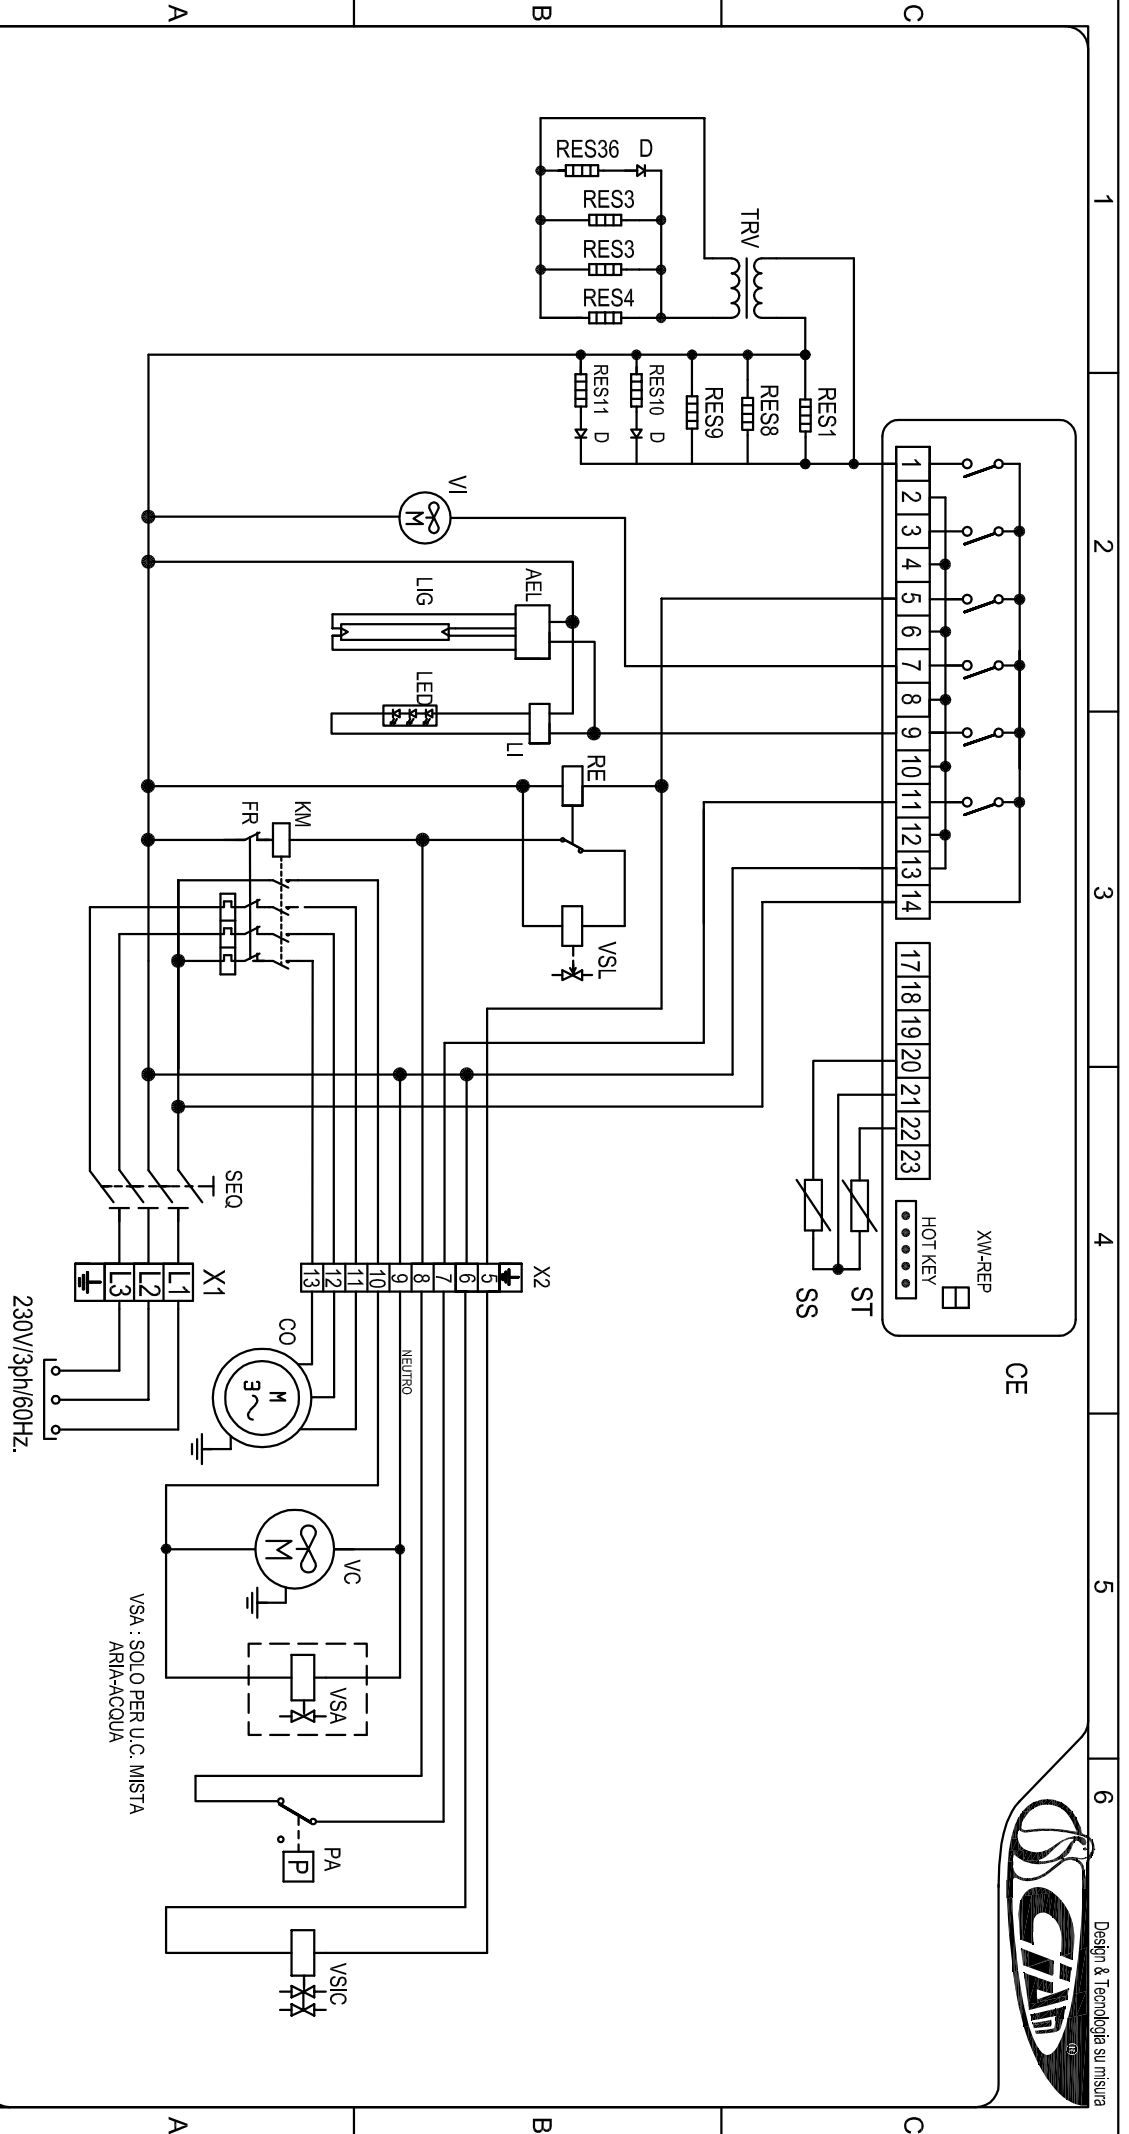 A
B
C
1
2
3
4
5
6
A
B
C
RES36
D
RES3
RES3
RES4
TRV
RES1
RES8
RES9
RES10 D
RES11 D
1 2 3 4 5 6 7 8 9 10 11 12 13 14
17 18 19 20 21 22 23
HOT KEY
XW-REP
CE
ST
SS
VI
AEL
LIG
LED
LI
RE
KM
FR
VSL
SEQ
X2
5 6 7 8 9 10 11 12 13
X1
L1
L2
L3
230V/3ph/60Hz.
NEUTRO
CO
M
3
VC
M
VSA
VSA : SOLO PER U.C. MISTA
ARIA-ACQUA
PA
P
VSIC
M
CIAM
®
Design & Tecnologia su misura